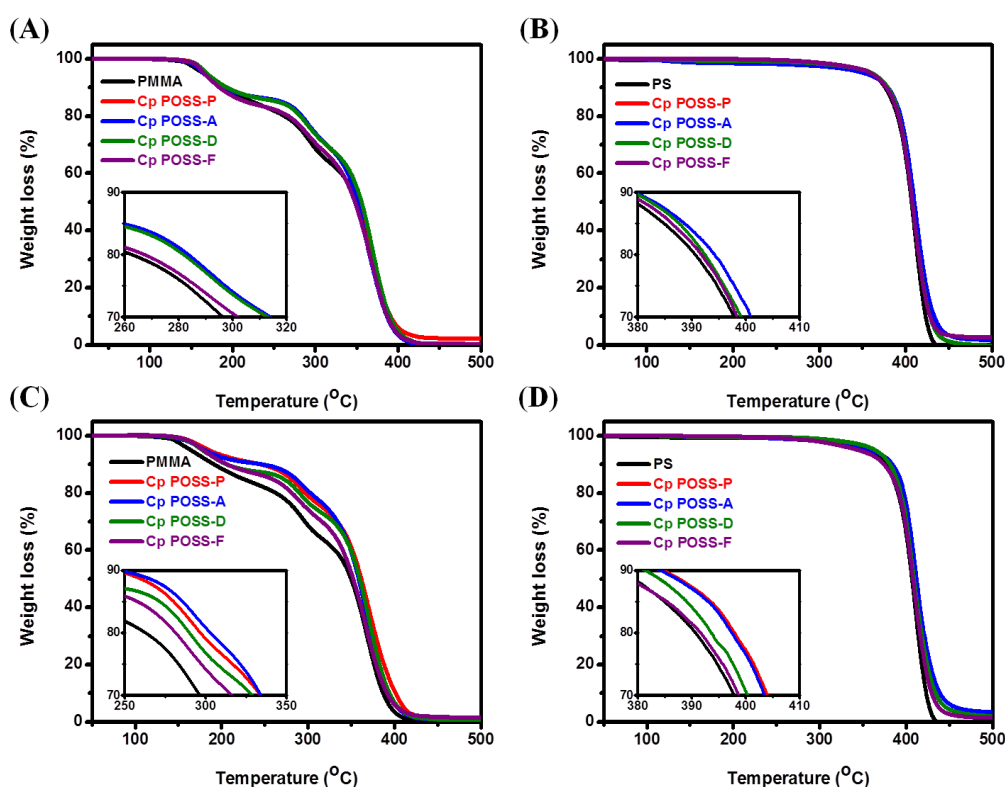 (A)
100
80
60
40
20
0
Weight loss (%)
PMMA
Cp POSS-P
Cp POSS-A
Cp POSS-D
Cp POSS-F
90
80
70
260 280 300 320
100 200 300 400 500
Temperature (°C)
(B)
100
80
60
40
20
0
Weight loss (%)
PS
Cp POSS-P
Cp POSS-A
Cp POSS-D
Cp POSS-F
90
80
70
380 390 400 410
100 200 300 400 500
Temperature (°C)
(C)
100
80
60
40
20
0
Weight loss (%)
PMMA
Cp POSS-P
Cp POSS-A
Cp POSS-D
Cp POSS-F
90
80
70
250 300 350
100 200 300 400 500
Temperature (°C)
(D)
100
80
60
40
20
0
Weight loss (%)
PS
Cp POSS-P
Cp POSS-A
Cp POSS-D
Cp POSS-F
90
80
70
380 390 400 410
100 200 300 400 500
Temperature (°C)